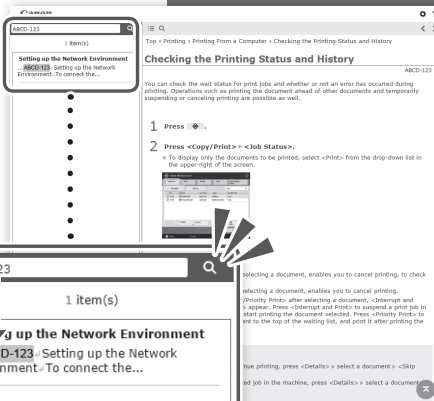 Canon
ABCD-123
1 item(s)
Setting up the Network Environment
...ABCD-123↵Setting up the Network
Environment↵To connect the...
Top > Printing > Printing From a Computer > Checking the Printing Status and History
Checking the Printing Status and History
ABCD-123
You can check the wait status for print jobs and whether or not an error has occurred during
printing. Operations such as printing the document ahead of other documents and temporarily
suspending or canceling printing are possible as well.
1 Press
2 Press <Copy/Print> ▸ <Job Status>.
To display only the documents to be printed, select <Print> from the drop-down list in
the upper-right of the screen.
selecting a document, enables you to cancel printing, to check
selecting a document, enables you to cancel printing.
/Priority Print> after selecting a document, <Interrupt and
> appear. Press <Interrupt and Print> to suspend a print job in
start printing the document selected. Press <Priority Print> to
ent to the top of the waiting list, and print it after printing the
nue printing, press <Details> ▸ select a document ▸ <Skip
ed job in the machine, press <Details> ▸ select a document
23
1 item(s)
g up the Network Environment
D-123↵Setting up the Network
nment↵To connect the...